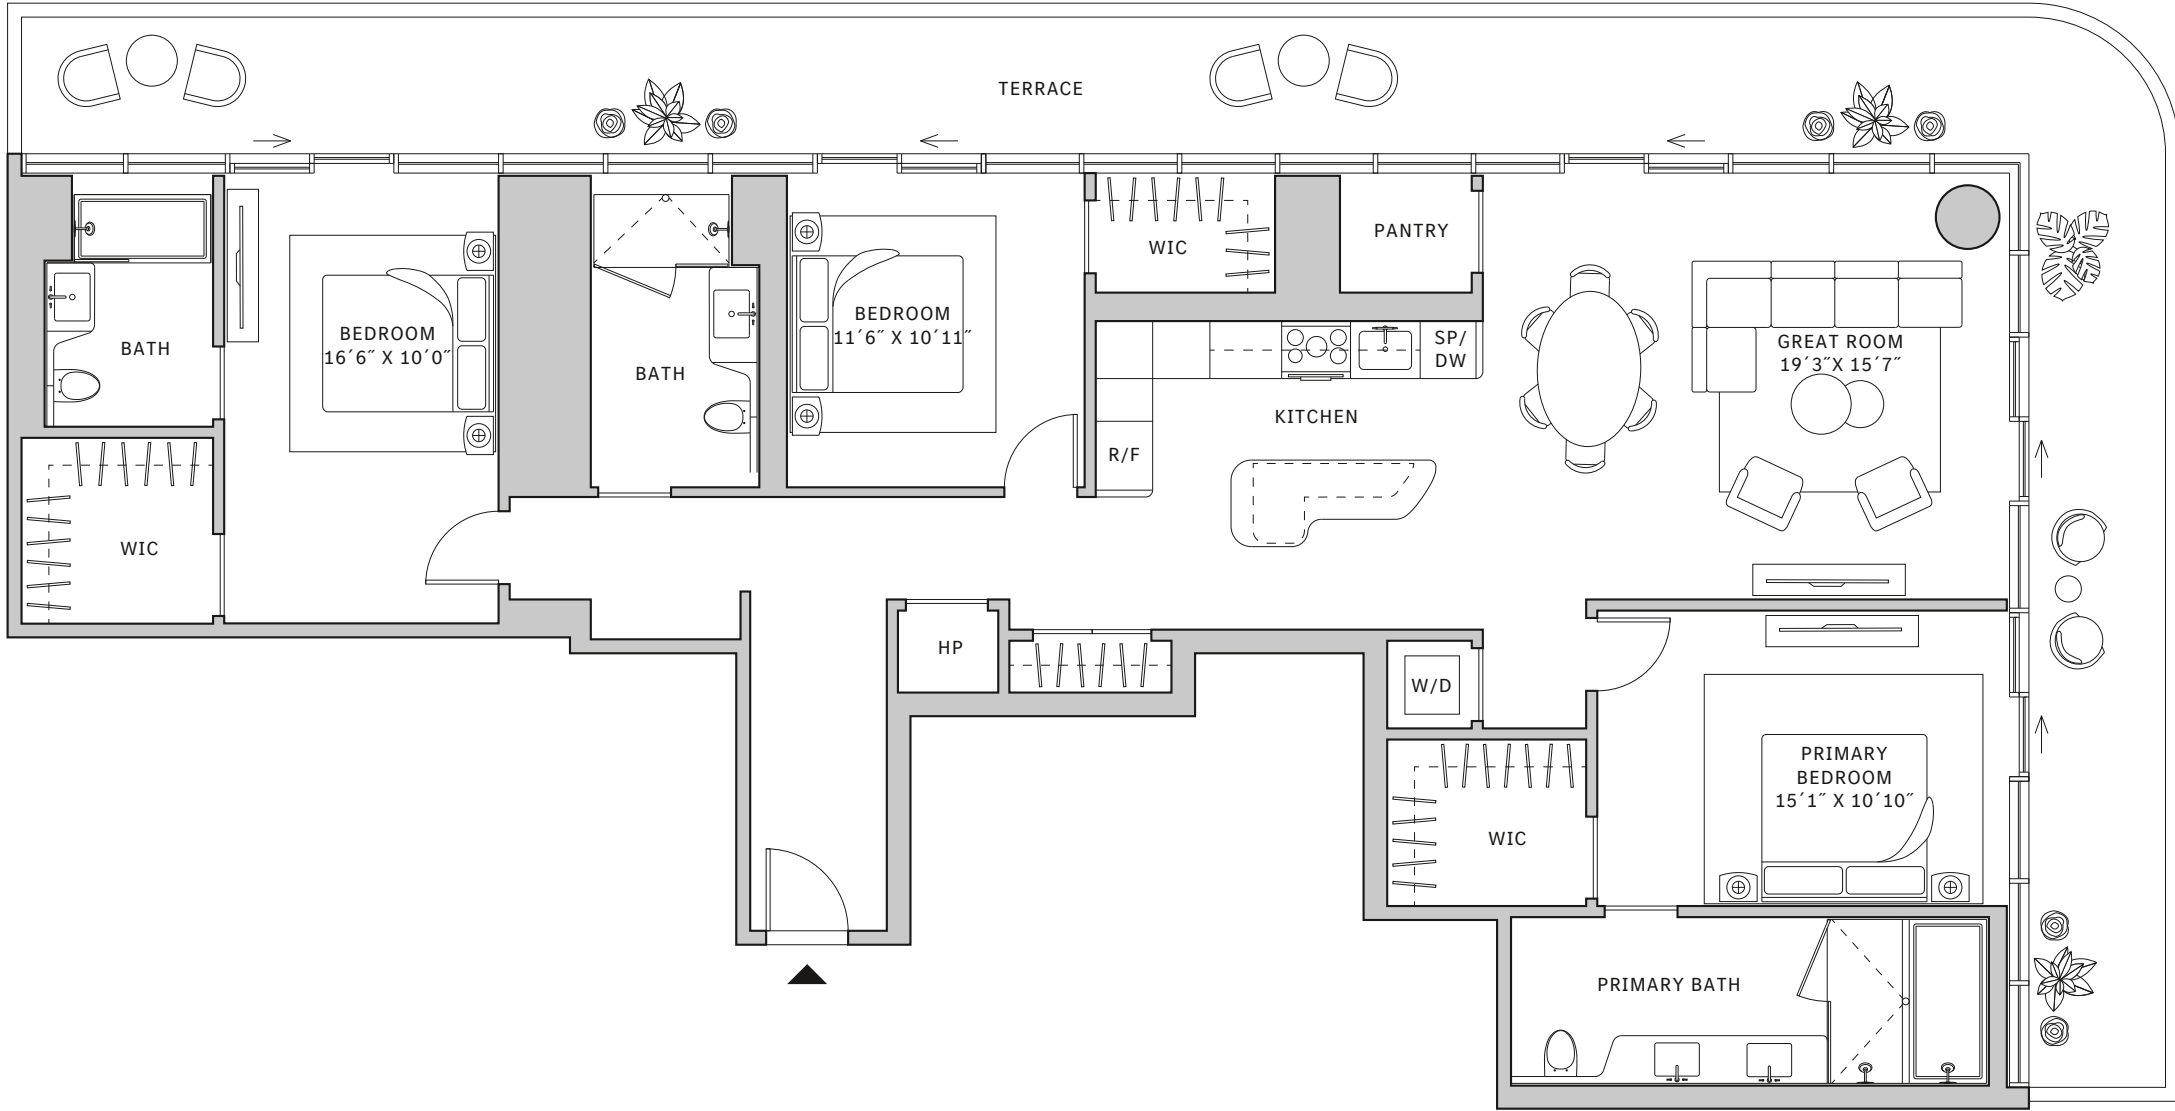 TERRACE
BATH
WIC
BEDROOM
16´6˝ X 10´0˝
BATH
BEDROOM
11´6˝ X 10´11˝
WIC
PANTRY
SP/
DW
KITCHEN
R/F
GREAT ROOM
19´3˝X 15´7˝
HP
W/D
WIC
PRIMARY
BEDROOM
15´1˝ X 10´10˝
PRIMARY BATH